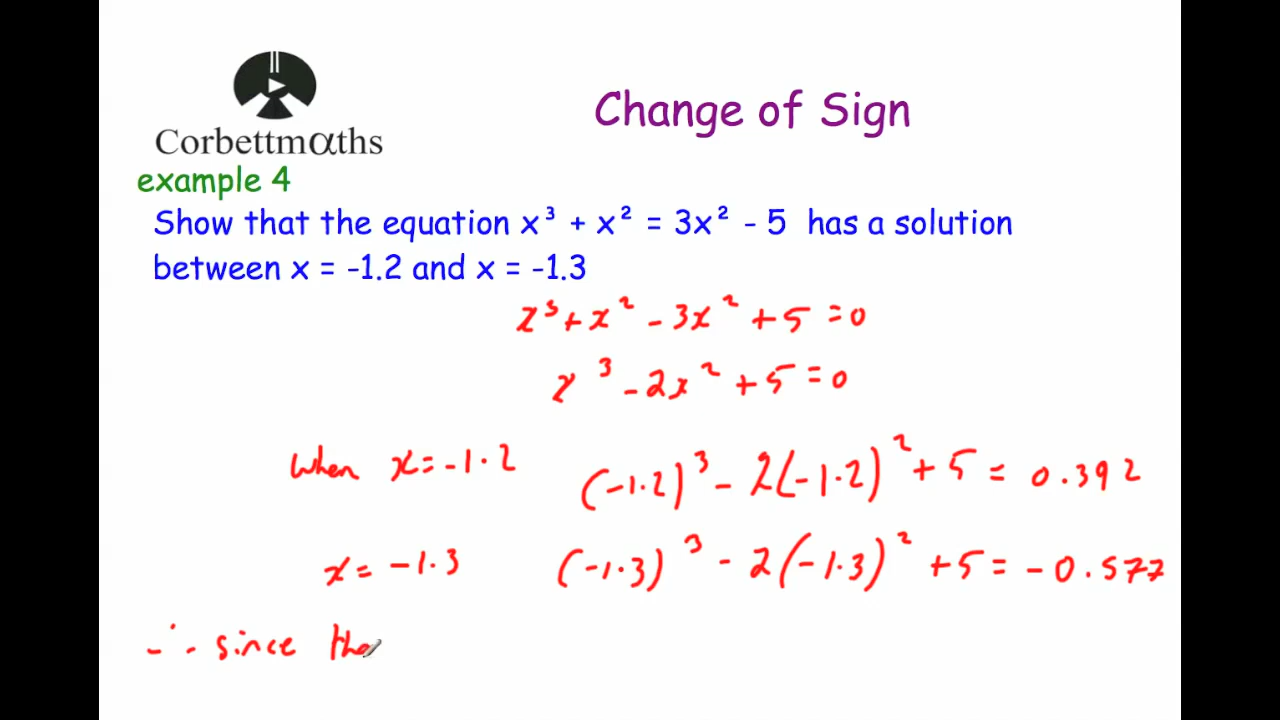 Corbettmαths
Change of Sign
example 4
Show that the equation x³ + x² = 3x² - 5 has a solution
between x = -1.2 and x = -1.3
x³ + x² - 3x² + 5 = 0
x³ - 2x² + 5 = 0
when x = -1.2 (-1.2)³ - 2(-1.2)² + 5 = 0.392
x = -1.3 (-1.3)³ - 2(-1.3)² + 5 = -0.577
∴ since the